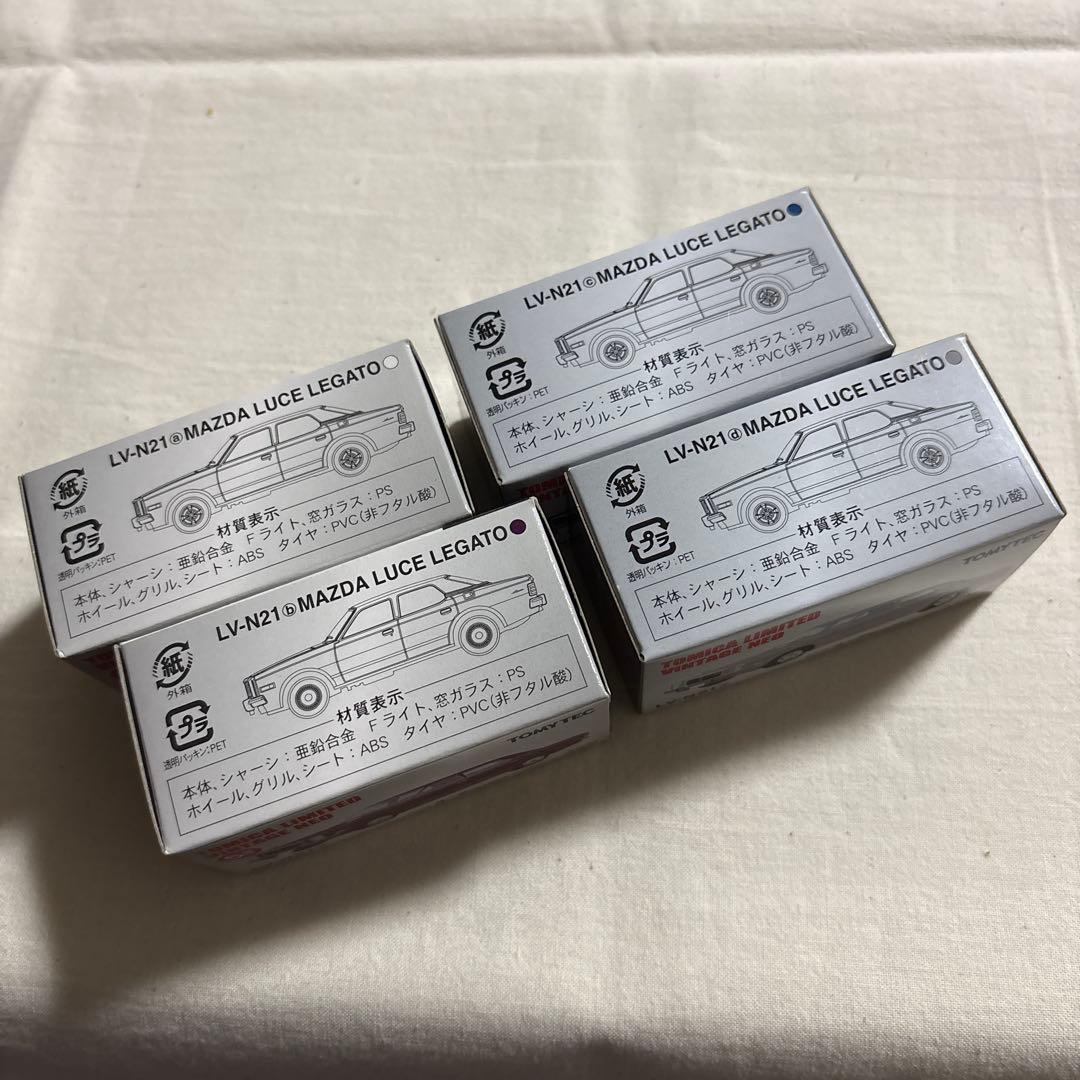 LV-N21ⓒMAZDA LUCE LEGATO
紙
外箱
プラ
透明パッキン:PET
材質表示
本体、シャーシ:亜鉛合金 Fライト、窓ガラス:PS
ホイール、グリル、シート:ABS タイヤ:PVC(非フタル酸)
TOMICA LIMITED
VINTAGE
LV-N21ⓐMAZDA LUCE LEGATO
紙
外箱
プラ
透明パッキン:PET
材質表示
本体、シャーシ:亜鉛合金 Fライト、窓ガラス:PS
ホイール、グリル、シート:ABS タイヤ:PVC(非フタル酸)
LV-N21ⓓMAZDA LUCE LEGATO
紙
外箱
プラ
透明パッキン:PET
材質表示
本体、シャーシ:亜鉛合金 Fライト、窓ガラス:PS
ホイール、グリル、シート:ABS タイヤ:PVC(非フタル酸)
TOMYTEC
TOMICA LIMITED
VINTAGE NEO
LV-N21ⓑMAZDA LUCE LEGATO
紙
外箱
プラ
透明パッキン:PET
材質表示
本体、シャーシ:亜鉛合金 Fライト、窓ガラス:PS
ホイール、グリル、シート:ABS タイヤ:PVC(非フタル酸)
TOMYTEC
TOMICA LIMITED
VINTAGE NEO